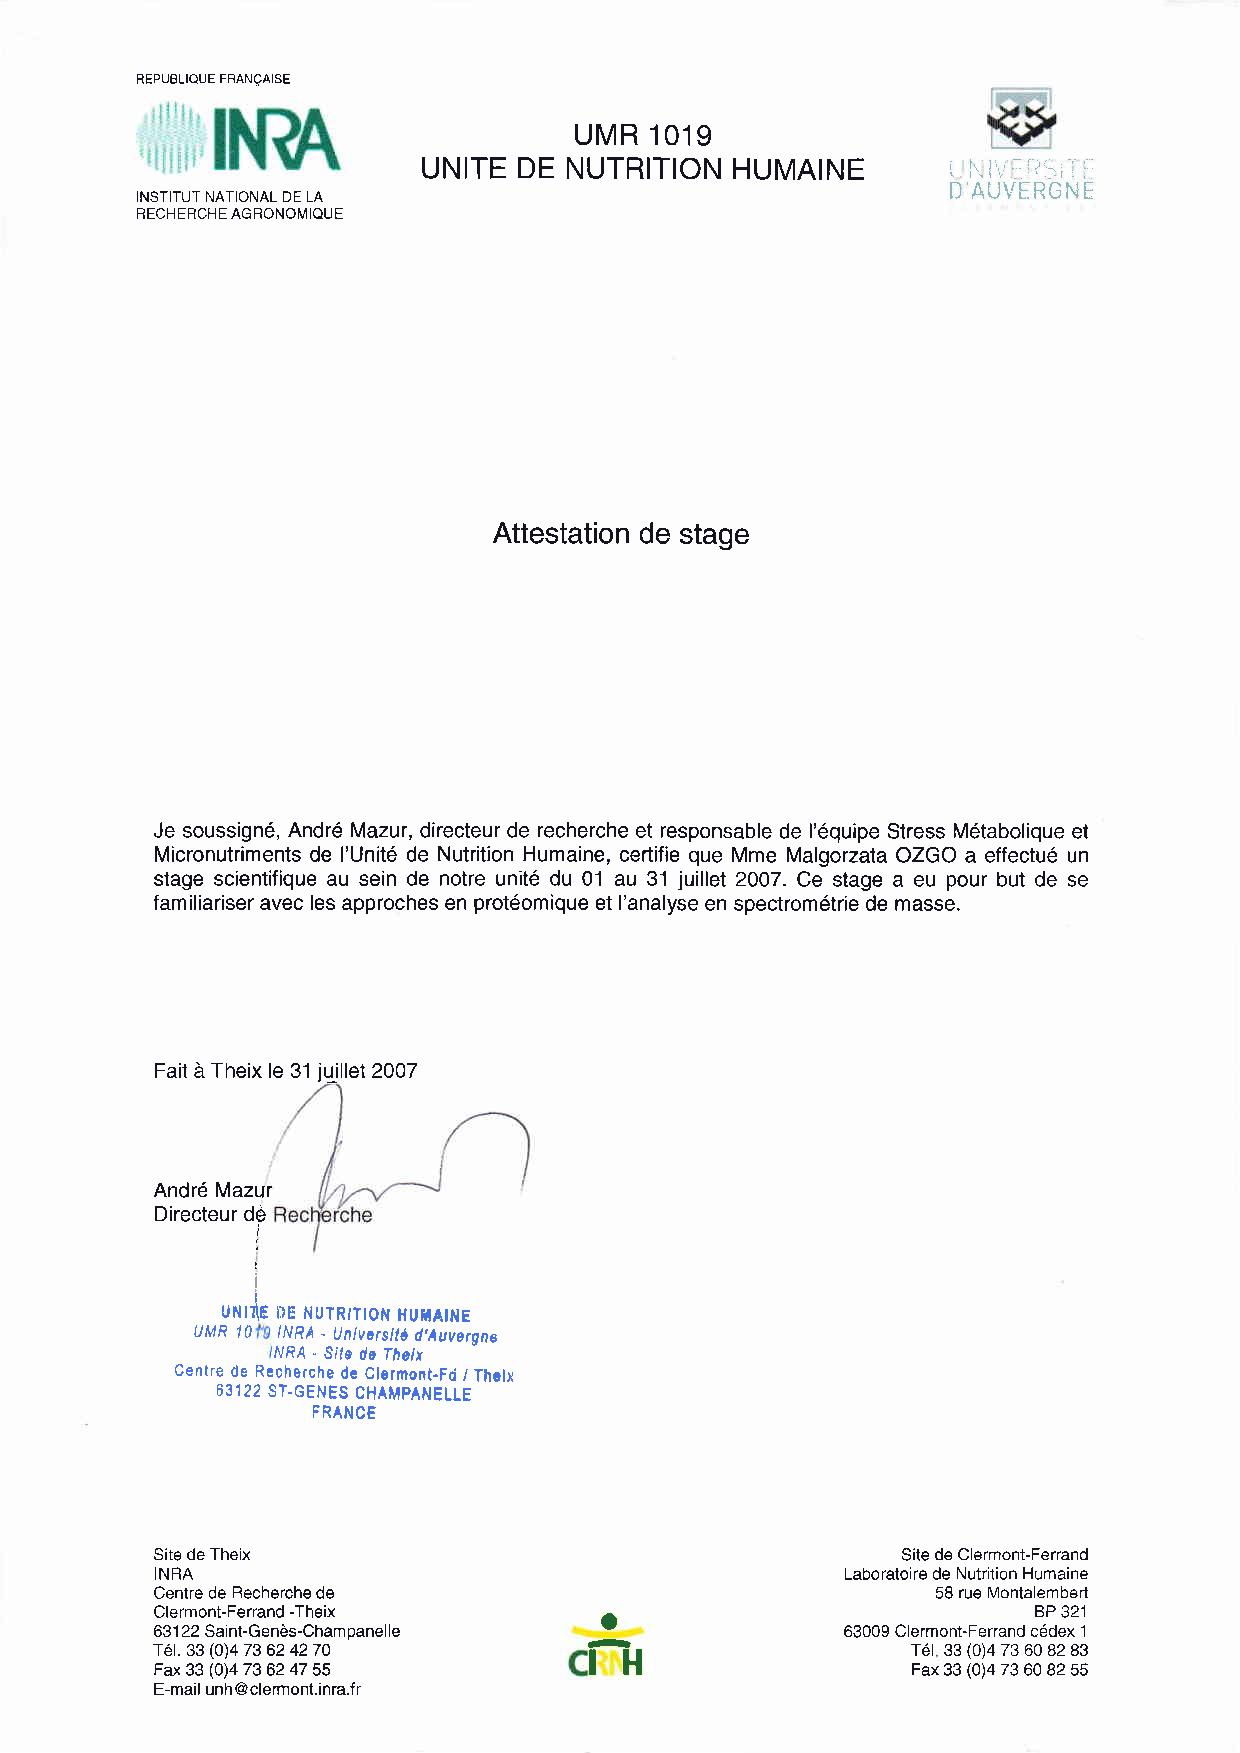 REPUBLIQUE FRANÇAISE
INRA
INSTITUT NATIONAL DE LA
RECHERCHE AGRONOMIQUE
UMR 1019
UNITE DE NUTRITION HUMAINE
UNIVERSITE
D'AUVERGNE
Attestation de stage
Je soussigné, André Mazur, directeur de recherche et responsable de l'équipe Stress Métabolique et
Micronutriments de l'Unité de Nutrition Humaine, certifie que Mme Malgorzata OZGO a effectué un
stage scientifique au sein de notre unité du 01 au 31 juillet 2007. Ce stage a eu pour but de se
familiariser avec les approches en protéomique et l'analyse en spectrométrie de masse.
Fait à Theix le 31 juillet 2007
André Mazur
Directeur de Recherche
UNITE DE NUTRITION HUMAINE
UMR 1019 INRA - Université d'Auvergne
INRA - Site de Theix
Centre de Recherche de Clermont-Fd / Theix
63122 ST-GENES CHAMPANELLE
FRANCE
Site de Theix
INRA
Centre de Recherche de
Clermont-Ferrand -Theix
63122 Saint-Genès-Champanelle
Tél. 33 (0)4 73 62 42 70
Fax 33 (0)4 73 62 47 55
E-mail unh@clermont.inra.fr
CRNH
Site de Clermont-Ferrand
Laboratoire de Nutrition Humaine
58 rue Montalembert
BP 321
63009 Clermont-Ferrand cédex 1
Tél. 33 (0)4 73 60 82 83
Fax 33 (0)4 73 60 82 55